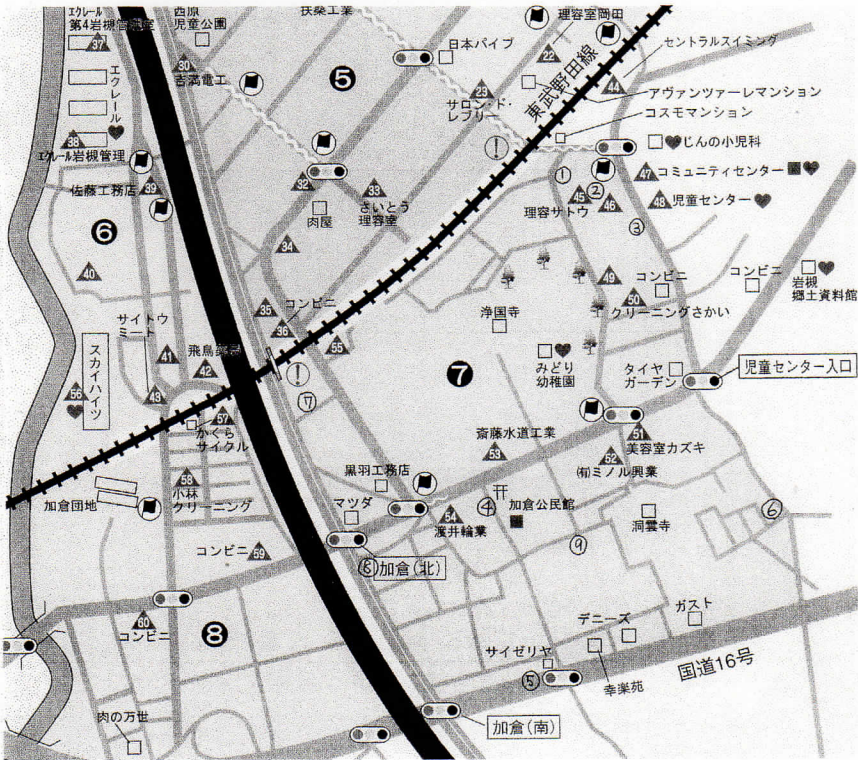 エクレール
第4岩槻管理室
37
西原
児童公園
扶桑工業
理容室岡田
日本パイプ
22
セントラルスイミング
30
吉満電工
5
23
サロン・ド・
レブリー
東武野田線
44
アヴァンツァーレマンション
コスモマンション
エクレール
38
エクレール岩槻管理
じんの小児科
佐藤工務店
39
32
33
さいとう
理容室
肉屋
①
②
45
46
理容サトウ
47
コミュニティセンター
48
児童センター
③
6
34
40
49
50
コンビニ
クリーニングさかい
コンビニ
岩槻
郷土資料館
35
36
コンビニ
浄国寺
サイトウ
ミート
41
42
43
55
7
みどり
幼稚園
タイヤ
ガーデン
児童センター入口
スカイハイツ
56
⑰
57
かくら
サイクル
51
美容室カズキ
斎藤水道工業
53
52
(有)ミノル興業
58
小林
クリーニング
加倉団地
黒羽工務店
マツダ
54
渡井輪業
④
加倉公民館
洞雲寺
⑥
コンビニ
59
⑧
加倉(北)
⑨
60
コンビニ
8
デニーズ
ガスト
サイゼリヤ
⑤
幸楽苑
国道16号
肉の万世
加倉(南)